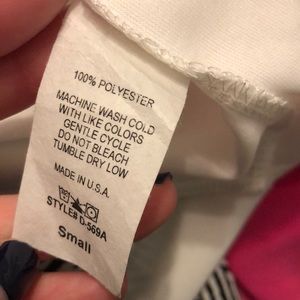 100% POLYESTER
MACHINE WASH COLD
WITH LIKE COLORS
GENTLE CYCLE
DO NOT BLEACH
TUMBLE DRY LOW
MADE IN U.S.A.
STYLE# D-569A
Small